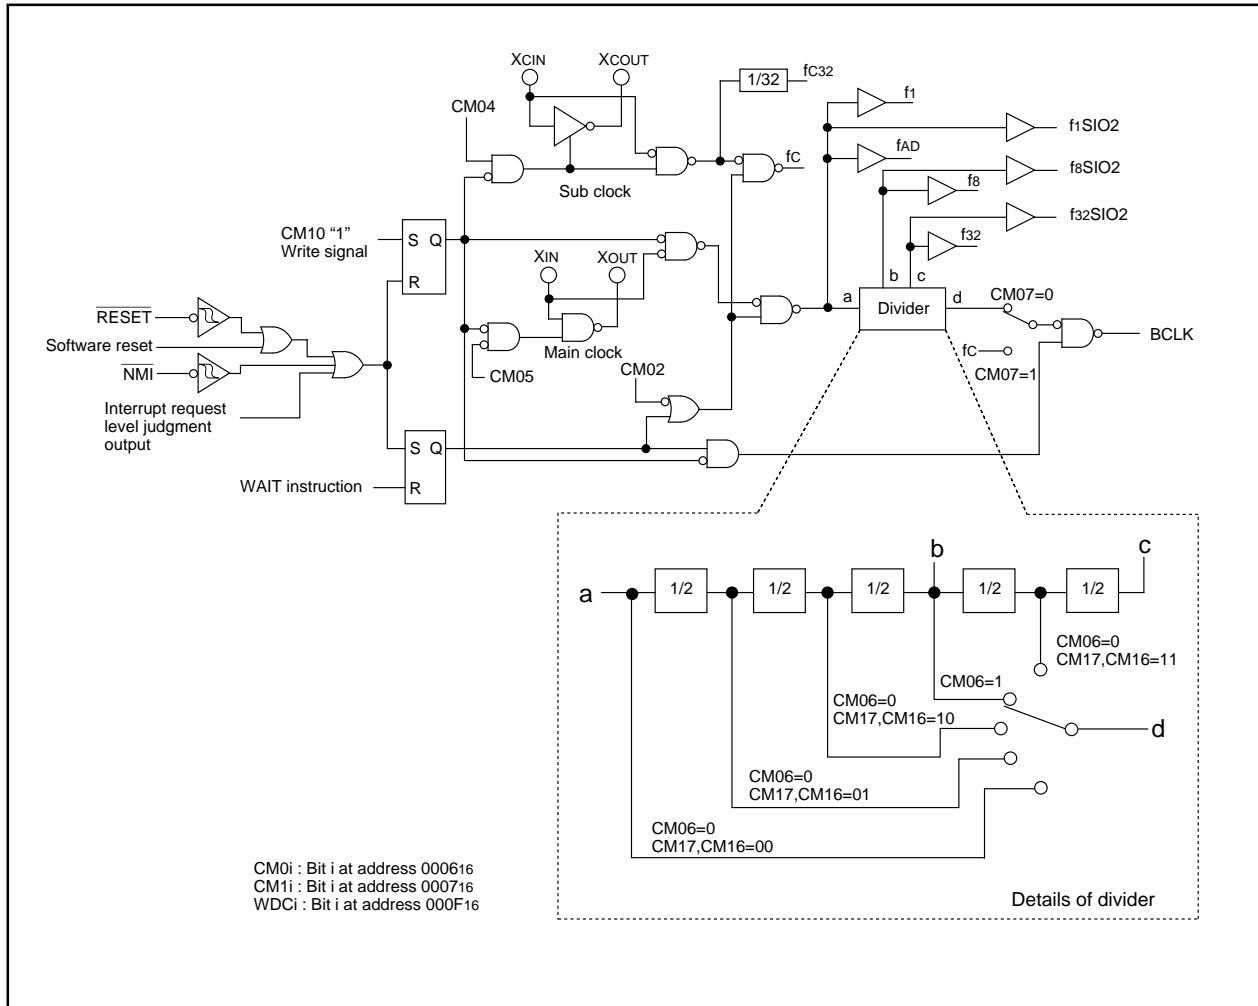 XCIN
XCOUT
1/32
fC32
f1
CM04
f1SIO2
fC
fAD
f8SIO2
Sub clock
f8
f32SIO2
CM10 “1”
Write signal
S Q
R
XIN
XOUT
f32
b
c
a
Divider
d
CM07=0
RESET
Software reset
NMI
Main clock
BCLK
fC
CM07=1
CM05
CM02
Interrupt request
level judgment
output
S Q
R
WAIT instruction
b
c
a
1/2
1/2
1/2
1/2
1/2
CM06=0
CM17,CM16=11
CM06=1
CM06=0
CM17,CM16=10
d
CM06=0
CM17,CM16=01
CM06=0
CM17,CM16=00
CM0i : Bit i at address 000616
CM1i : Bit i at address 000716
WDCi : Bit i at address 000F16
Details of divider